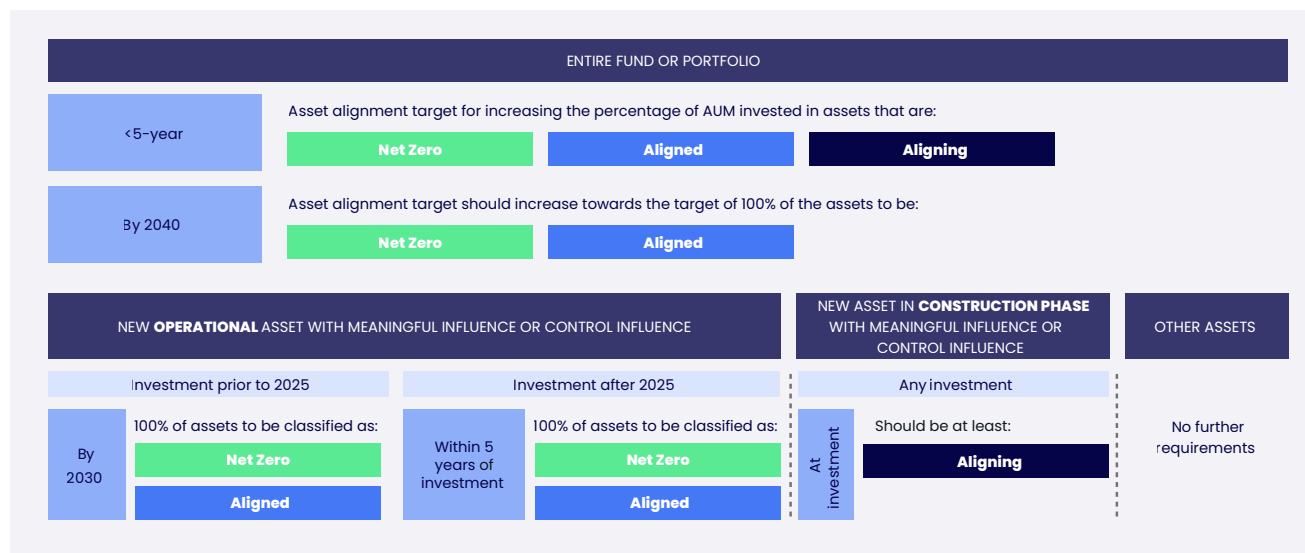 ENTIRE FUND OR PORTFOLIO
<5-year
Asset alignment target for increasing the percentage of AUM invested in assets that are:
Net Zero
Aligned
Aligning
By 2040
Asset alignment target should increase towards the target of 100% of the assets to be:
Net Zero
Aligned
NEW OPERATIONAL ASSET WITH MEANINGFUL INFLUENCE OR CONTROL INFLUENCE
NEW ASSET IN CONSTRUCTION PHASE
WITH MEANINGFUL INFLUENCE OR
CONTROL INFLUENCE
OTHER ASSETS
Investment prior to 2025
Investment after 2025
Any investment
By
2030
100% of assets to be classified as:
Net Zero
Aligned
Within 5
years of
investment
100% of assets to be classified as:
Net Zero
Aligned
At
investment
Should be at least:
Aligning
No further
requirements